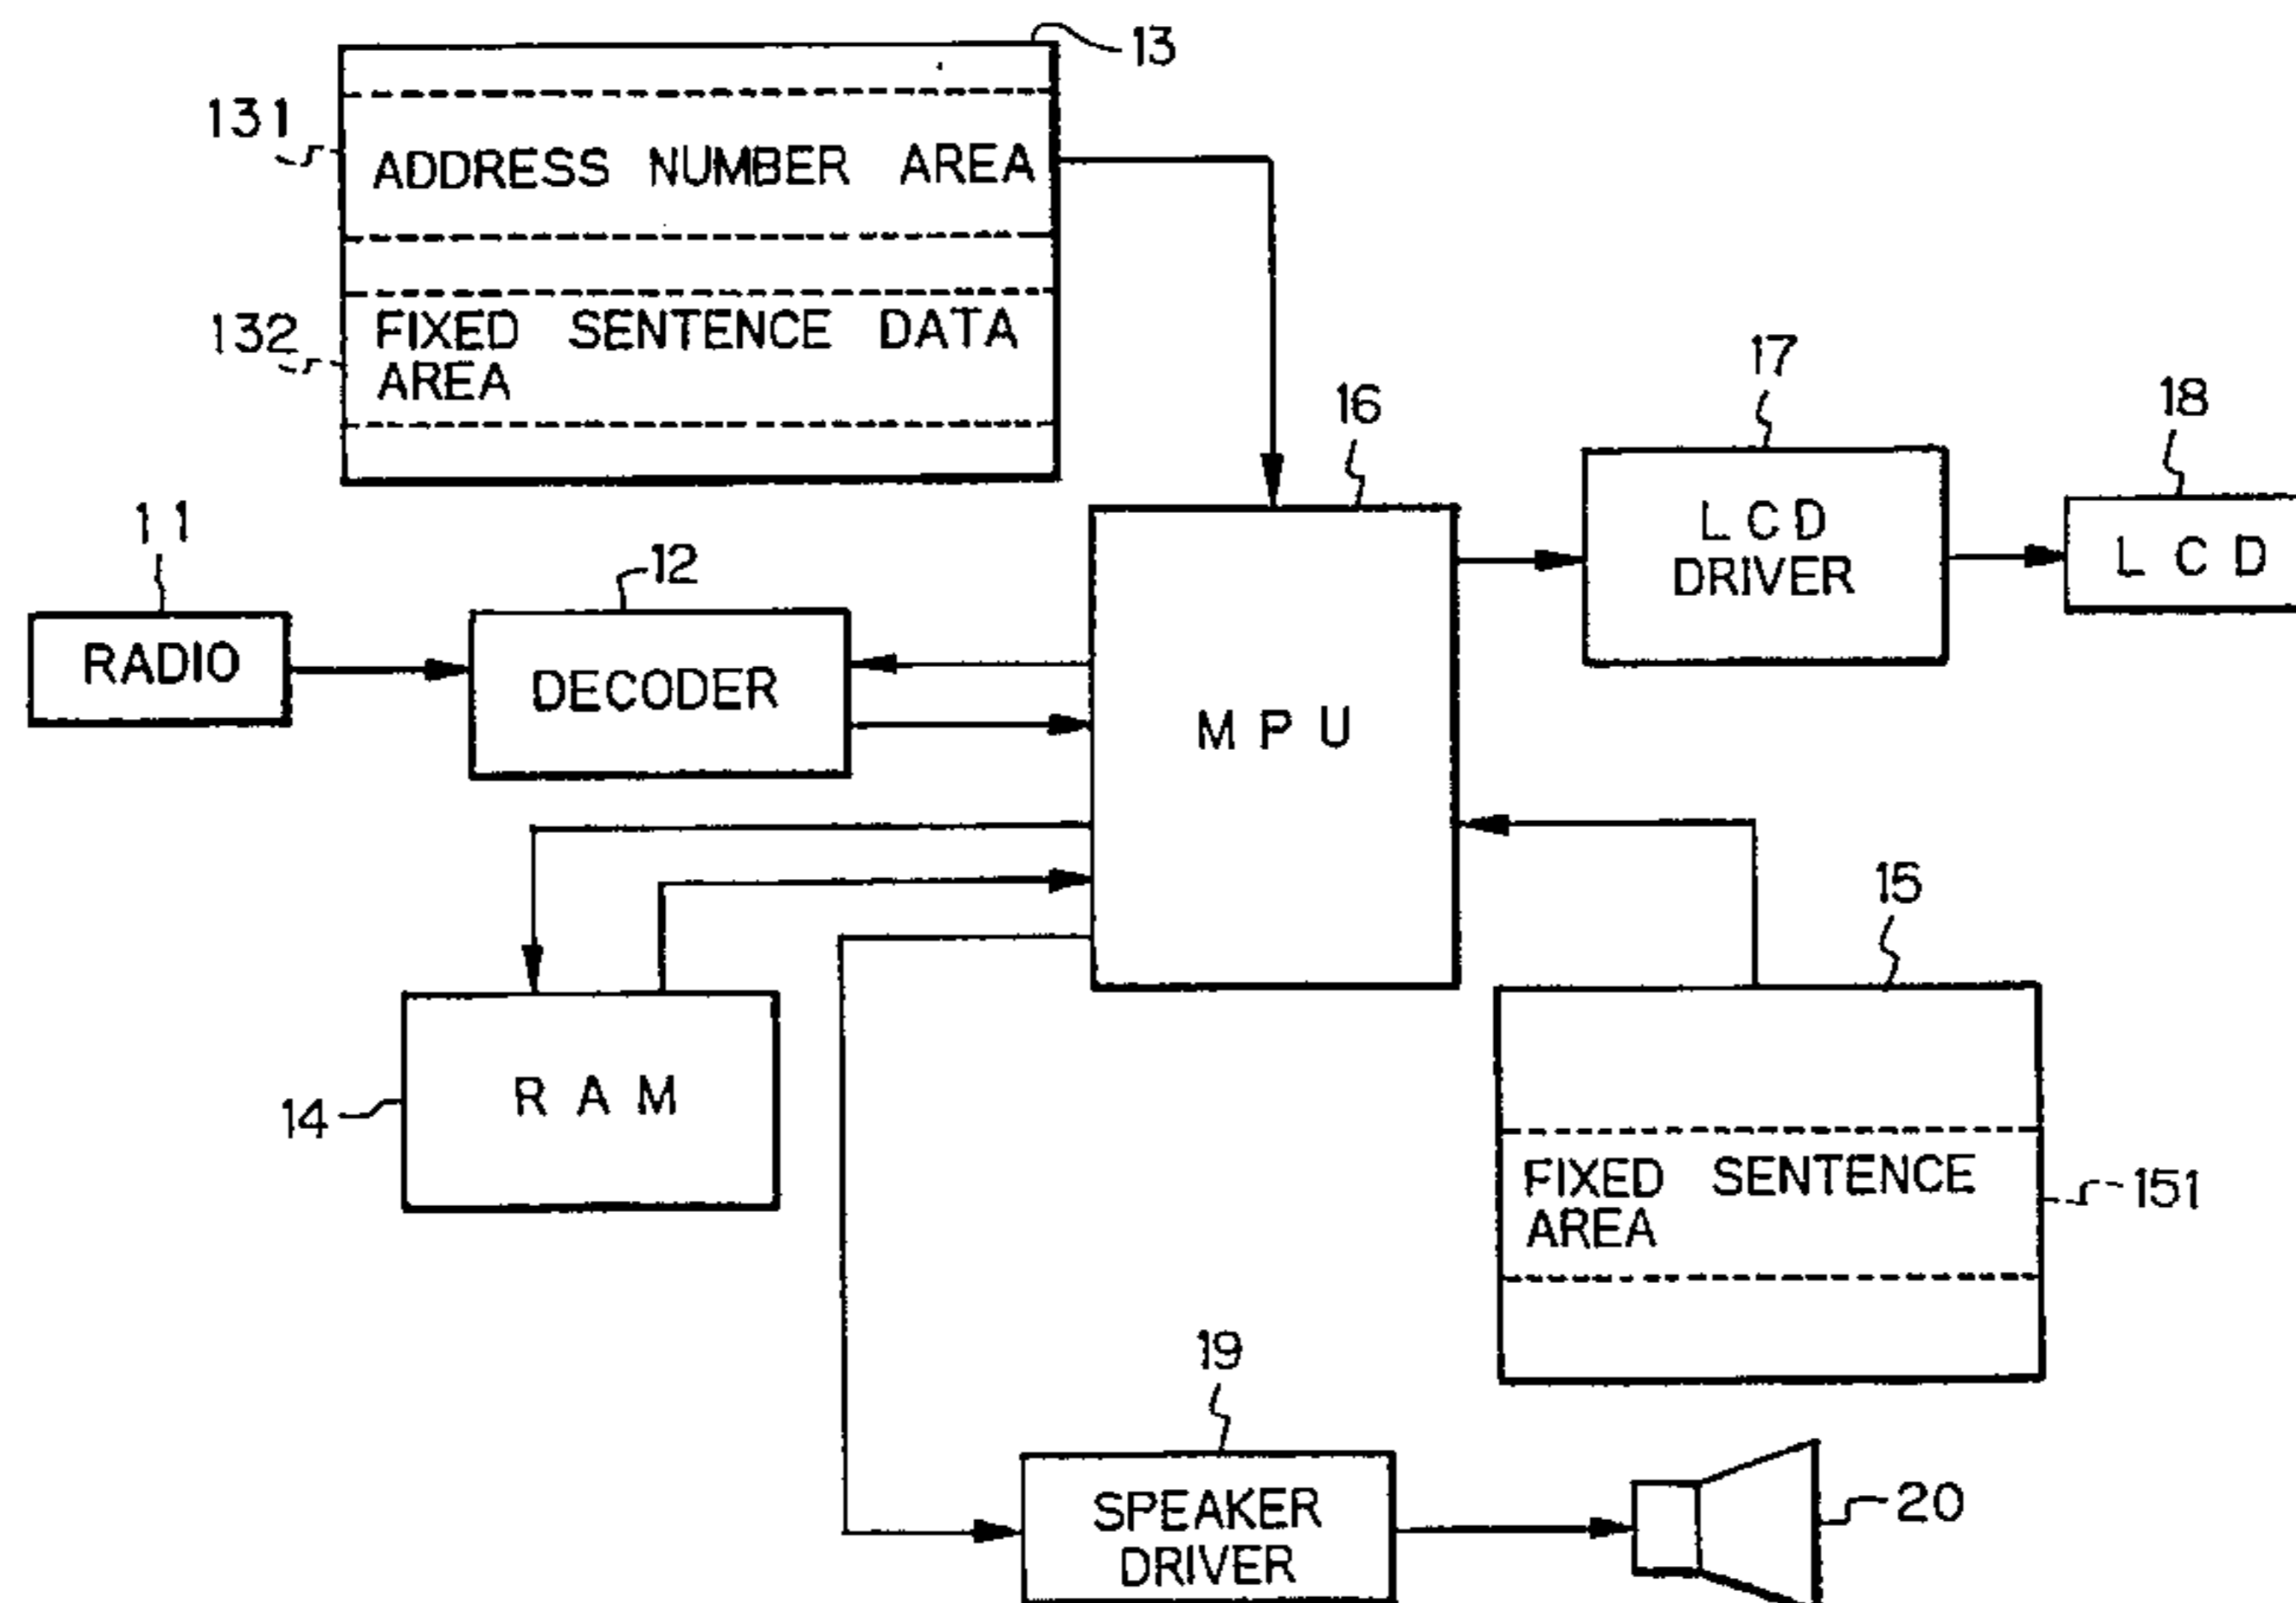 13
131
ADDRESS NUMBER AREA
132
FIXED SENTENCE DATA
AREA
11
RADIO
12
DECODER
16
MPU
17
LCD
DRIVER
18
LCD
14
RAM
15
FIXED SENTENCE
AREA
151
19
SPEAKER
DRIVER
20